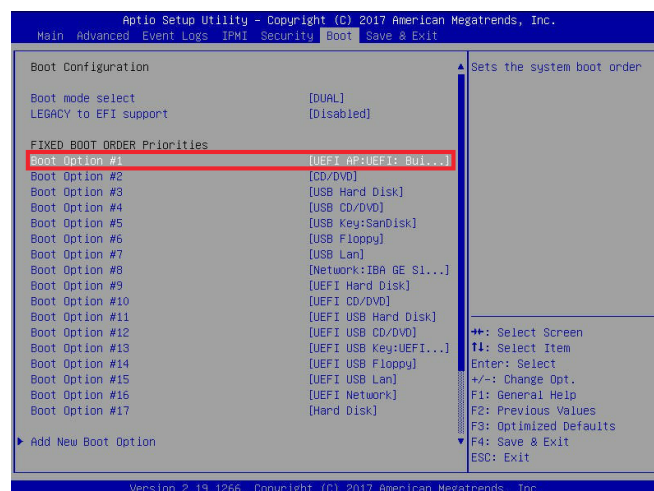 Aptio Setup Utility – Copyright (C) 2017 American Megatrends, Inc.
Main Advanced Event Logs IPMI Security Boot Save & Exit
Boot Configuration
Sets the system boot order
Boot mode select [DUAL]
LEGACY to EFI support [Disabled]
FIXED BOOT ORDER Priorities
Boot Option #1 [UEFI AP:UEFI: Bui...]
Boot Option #2 [CD/DVD]
Boot Option #3 [USB Hard Disk]
Boot Option #4 [USB CD/DVD]
Boot Option #5 [USB Key:SanDisk]
Boot Option #6 [USB Floppy]
Boot Option #7 [USB Lan]
Boot Option #8 [Network:IBA GE Sl...]
Boot Option #9 [UEFI Hard Disk]
Boot Option #10 [UEFI CD/DVD]
Boot Option #11 [UEFI USB Hard Disk]
Boot Option #12 [UEFI USB CD/DVD]
Boot Option #13 [UEFI USB Key:UEFI...]
Boot Option #14 [UEFI USB Floppy]
Boot Option #15 [UEFI USB Lan]
Boot Option #16 [UEFI Network]
Boot Option #17 [Hard Disk]
Add New Boot Option
→←: Select Screen
↑↓: Select Item
Enter: Select
+/-: Change Opt.
F1: General Help
F2: Previous Values
F3: Optimized Defaults
F4: Save & Exit
ESC: Exit
Version 2.19.1266. Copyright (C) 2017 American Megatrends, Inc.